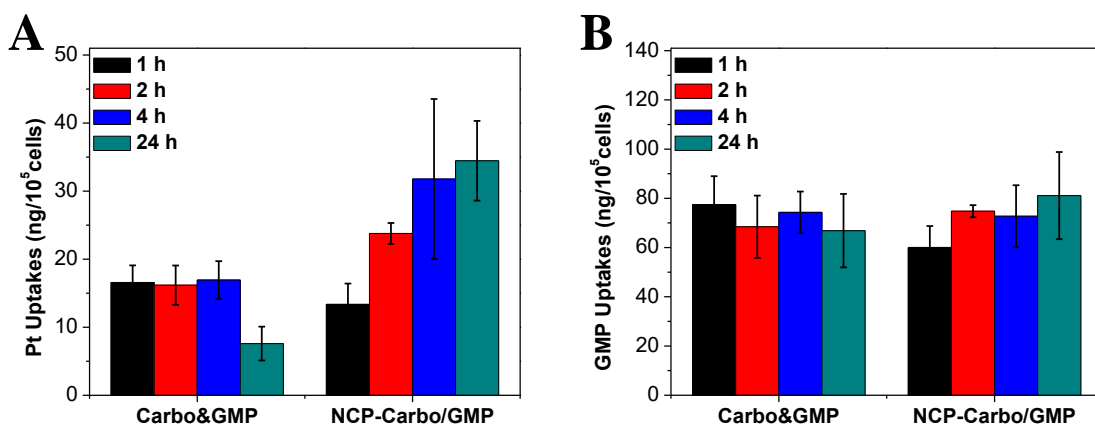 A
Pt Uptakes (ng/10⁵cells)
50
40
30
20
10
0
1 h
2 h
4 h
24 h
Carbo&GMP
NCP-Carbo/GMP
B
GMP Uptakes (ng/10⁵cells)
140
120
100
80
60
40
20
0
1 h
2 h
4 h
24 h
Carbo&GMP
NCP-Carbo/GMP